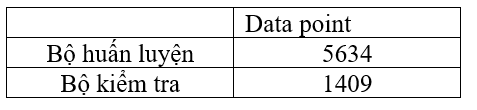 Data point
Bộ huấn luyện 5634
Bộ kiểm tra 1409